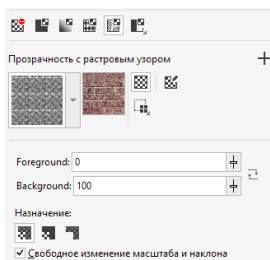 Прозрачность с растровым узором
Foreground: 0
Background: 100
Назначение:
Свободное изменение масштаба и наклона